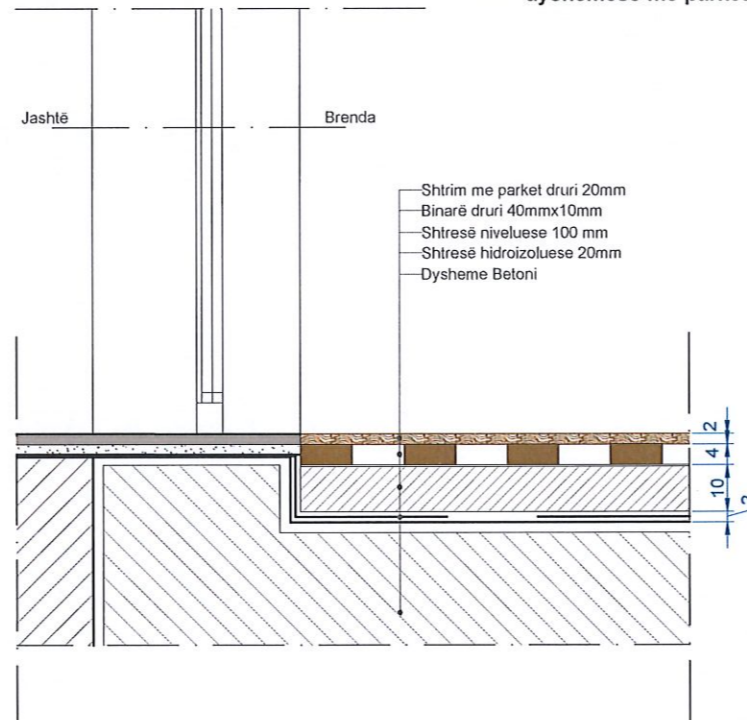 Jashtë
Brenda
Shtrim me parket druri 20mm
Binarë druri 40mmx10mm
Shtresë niveluese 100 mm
Shtresë hidroizoluese 20mm
Dysheme Betoni
2
4
10
2